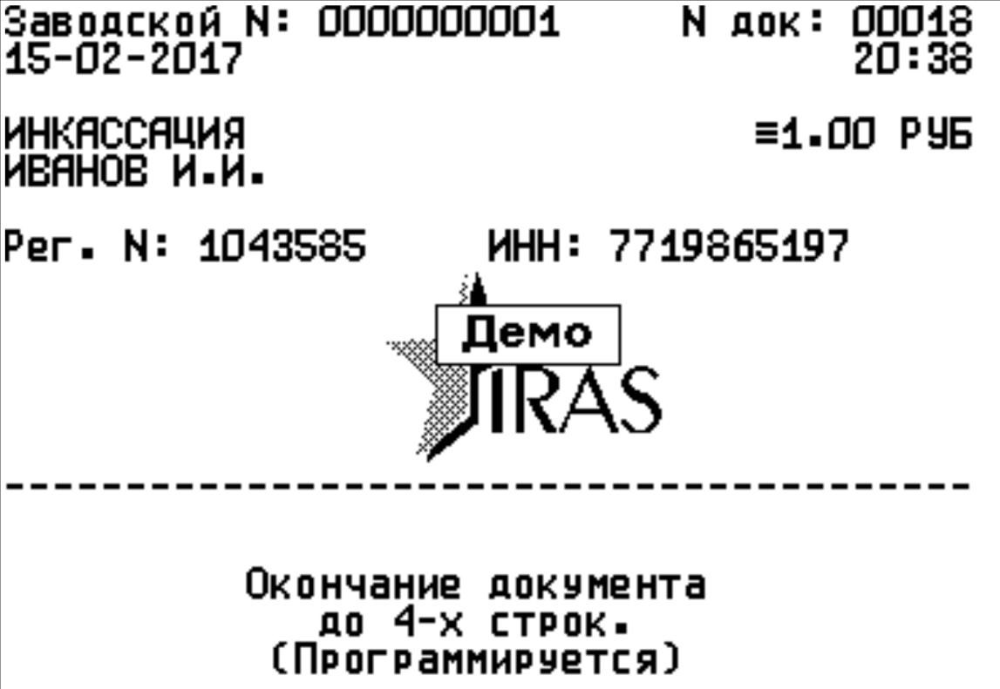 Заводской N: 0000000001 N док: 00018
15-02-2017 20:38
ИНКАССАЦИЯ ≡1.00 РУБ
ИВАНОВ И.И.
Рег. N: 1043585 ИНН: 7719865197
Демо
IRAS
Окончание документа
до 4-х строк.
(Программируется)